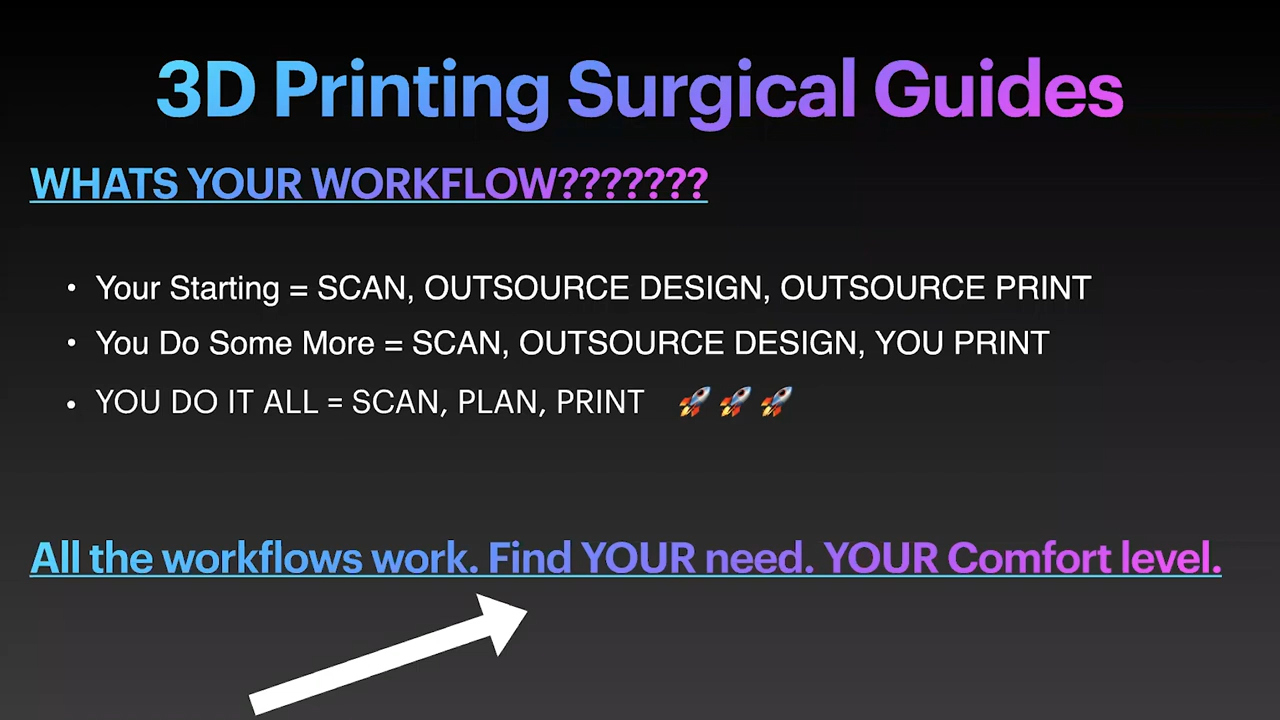 3D Printing Surgical Guides
WHATS YOUR WORKFLOW???????
• Your Starting = SCAN, OUTSOURCE DESIGN, OUTSOURCE PRINT
• You Do Some More = SCAN, OUTSOURCE DESIGN, YOU PRINT
• YOU DO IT ALL = SCAN, PLAN, PRINT 🚀🚀🚀
All the workflows work. Find YOUR need. YOUR Comfort level.